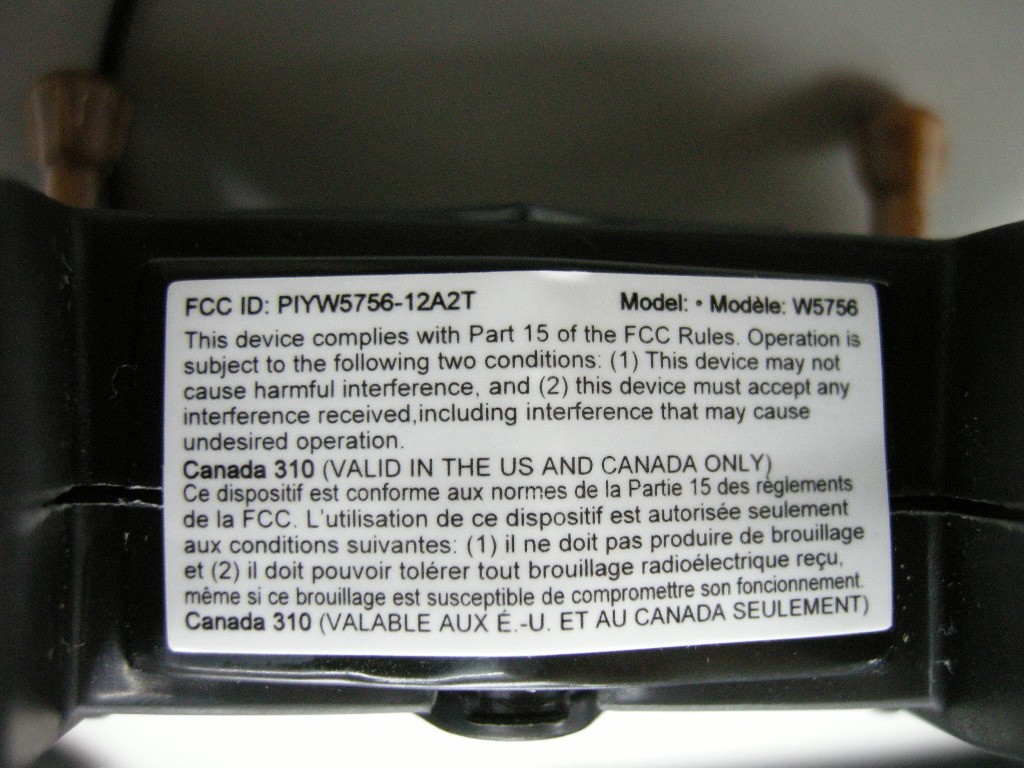 FCC ID: PIYW5756-12A2T Model: • Modèle: W5756
This device complies with Part 15 of the FCC Rules. Operation is
subject to the following two conditions: (1) This device may not
cause harmful interference, and (2) this device must accept any
interference received,including interference that may cause
undesired operation.
Canada 310 (VALID IN THE US AND CANADA ONLY)
Ce dispositif est conforme aux normes de la Partie 15 des règlements
de la FCC. L'utilisation de ce dispositif est autorisée seulement
aux conditions suivantes: (1) il ne doit pas produire de brouillage
et (2) il doit pouvoir tolérer tout brouillage radioélectrique reçu,
même si ce brouillage est susceptible de compromettre son fonctionnement.
Canada 310 (VALABLE AUX É.-U. ET AU CANADA SEULEMENT)